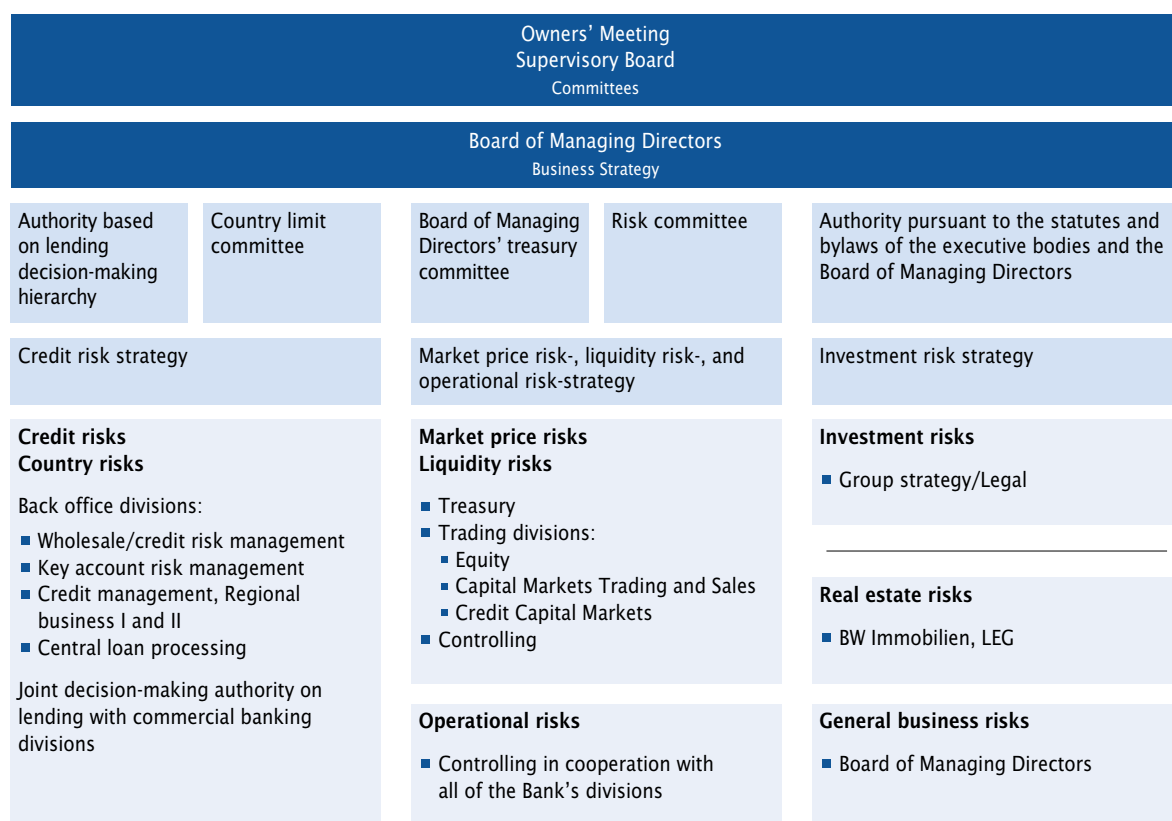 Owners’ Meeting
Supervisory Board
Committees
Board of Managing Directors
Business Strategy
Authority based
on lending
decision-making
hierarchy
Country limit
committee
Board of Managing
Directors’ treasury
committee
Risk committee
Authority pursuant to the statutes and
bylaws of the executive bodies and the
Board of Managing Directors
Credit risk strategy
Market price risk-, liquidity risk-, and
operational risk-strategy
Investment risk strategy
Credit risks
Country risks
Back office divisions:
Wholesale/credit risk management
Key account risk management
Credit management, Regional
business I and II
Central loan processing
Joint decision-making authority on
lending with commercial banking
divisions
Market price risks
Liquidity risks
Treasury
Trading divisions:
Equity
Capital Markets Trading and Sales
Credit Capital Markets
Controlling
Operational risks
Controlling in cooperation with
all of the Bank’s divisions
Investment risks
Group strategy/Legal
Real estate risks
BW Immobilien, LEG
General business risks
Board of Managing Directors